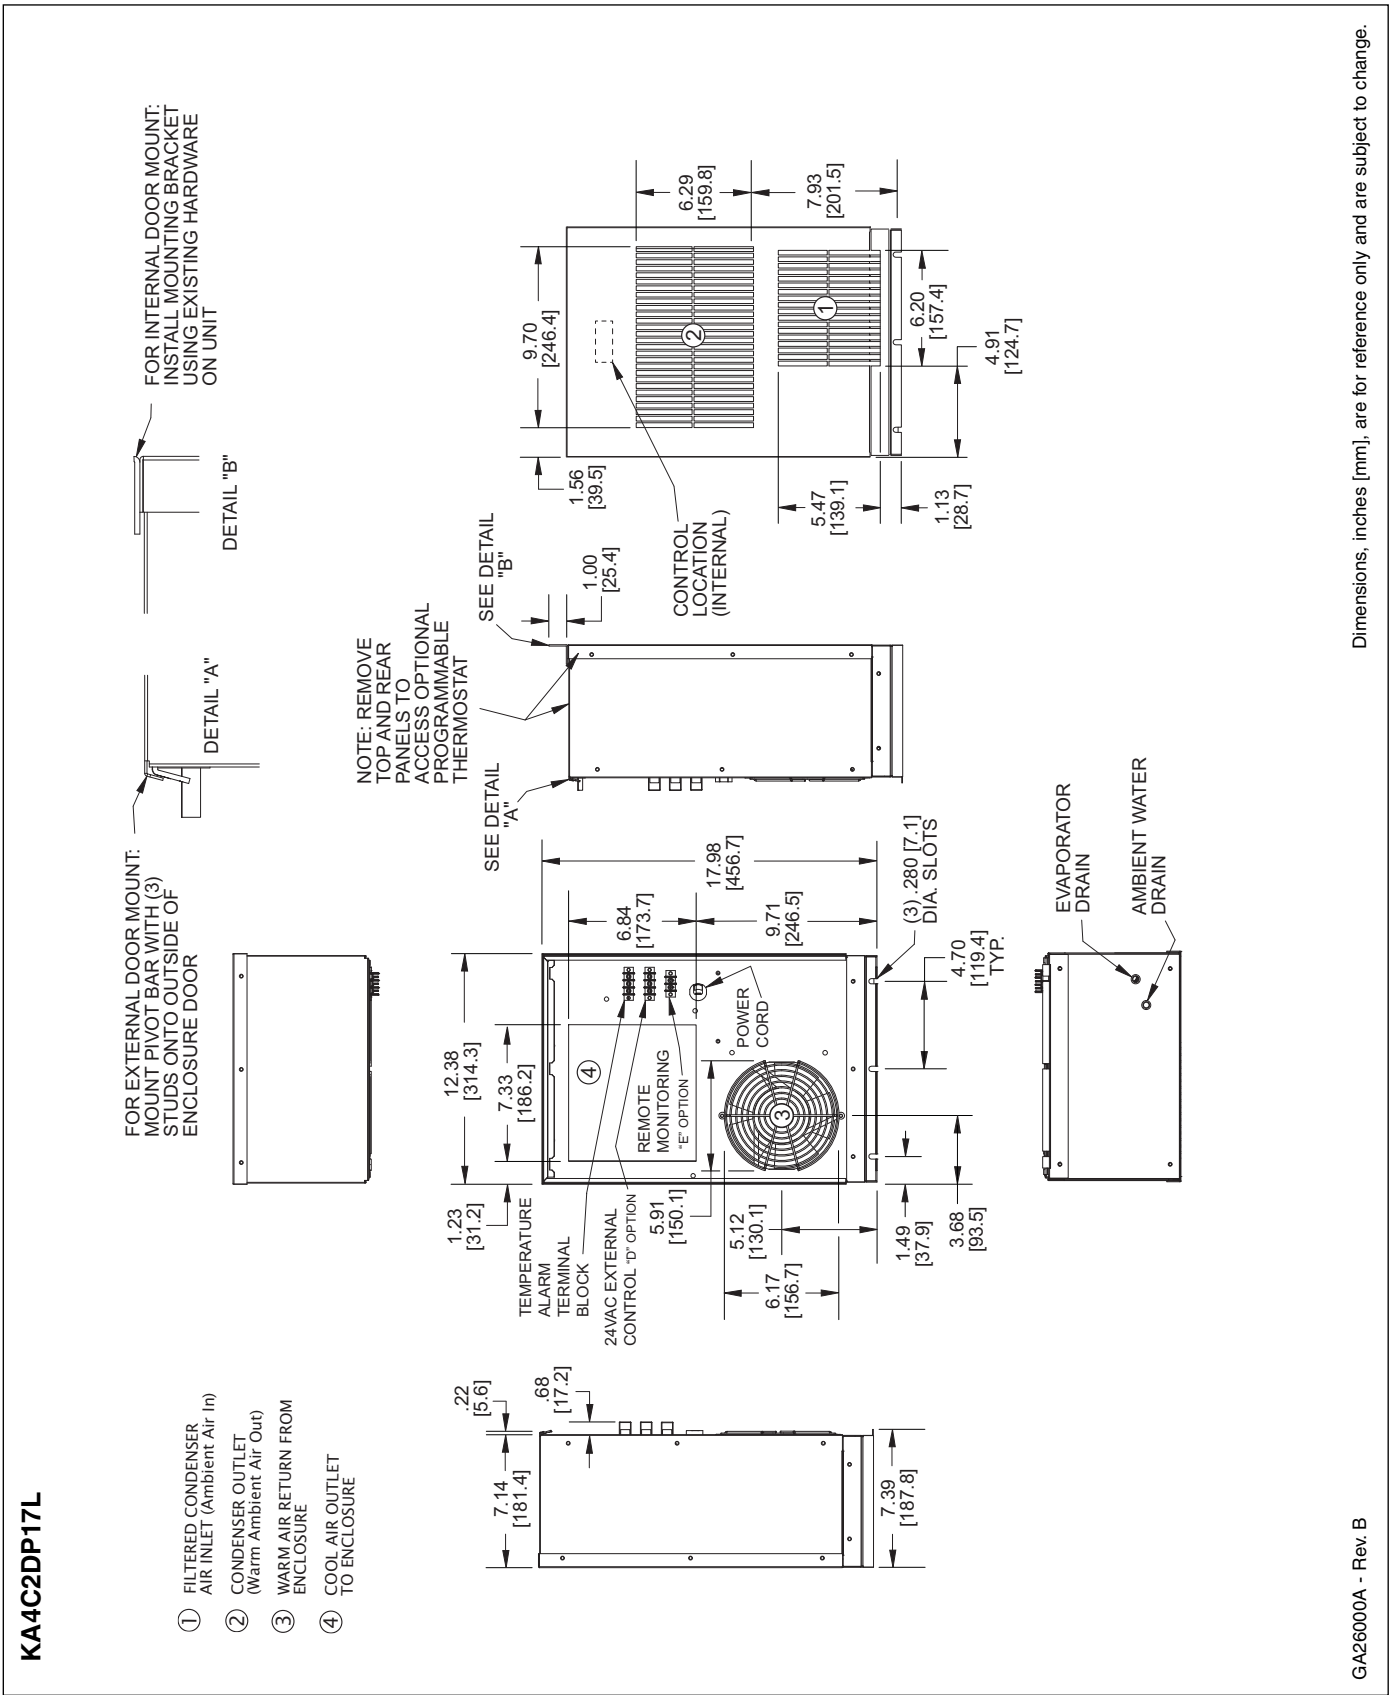 KA4C2DP17L
① FILTERED CONDENSER
AIR INLET (Ambient Air In)
② CONDENSER OUTLET
(Warm Ambient Air Out)
③ WARM AIR RETURN FROM
ENCLOSURE
④ COOL AIR OUTLET
TO ENCLOSURE
FOR EXTERNAL DOOR MOUNT:
MOUNT PIVOT BAR WITH (3)
STUDS ONTO OUTSIDE OF
ENCLOSURE DOOR
DETAIL "A"
DETAIL "B"
FOR INTERNAL DOOR MOUNT:
INSTALL MOUNTING BRACKET
USING EXISTING HARDWARE
ON UNIT
7.14
[181.4]
.22
[5.6]
.68
[17.2]
7.39
[187.8]
1.23
[31.2]
12.38
[314.3]
7.33
[186.2]
TEMPERATURE
ALARM
TERMINAL
BLOCK
24VAC EXTERNAL
CONTROL "D" OPTION
④
REMOTE
MONITORING
"E" OPTION
POWER
CORD
③
5.91
[150.1]
5.12
[130.1]
6.17
[156.7]
1.49
[37.9]
3.68
[93.5]
6.84
[173.7]
17.98
[456.7]
9.71
[246.5]
(3) .280 [7.1]
DIA. SLOTS
4.70
[119.4]
TYP.
EVAPORATOR
DRAIN
AMBIENT WATER
DRAIN
NOTE: REMOVE
TOP AND REAR
PANELS TO
ACCESS OPTIONAL
PROGRAMMABLE
THERMOSTAT
SEE DETAIL
"A"
SEE DETAIL
"B"
1.00
[25.4]
1.56
[39.5]
9.70
[246.4]
CONTROL
LOCATION
(INTERNAL)
②
①
6.29
[159.8]
7.93
[201.5]
5.47
[139.1]
1.13
[28.7]
6.20
[157.4]
4.91
[124.7]
GA26000A - Rev. B
Dimensions, inches [mm], are for reference only and are subject to change.